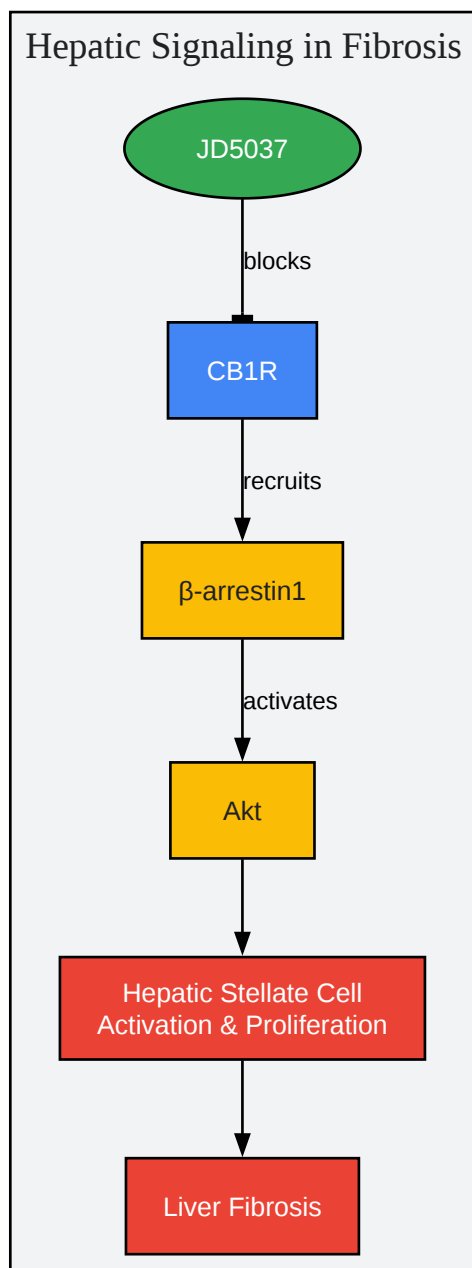 Hepatic Signaling in Fibrosis
JD5037
blocks
CB1R
recruits
β-arrestin1
activates
Akt
Hepatic Stellate Cell
Activation & Proliferation
Liver Fibrosis